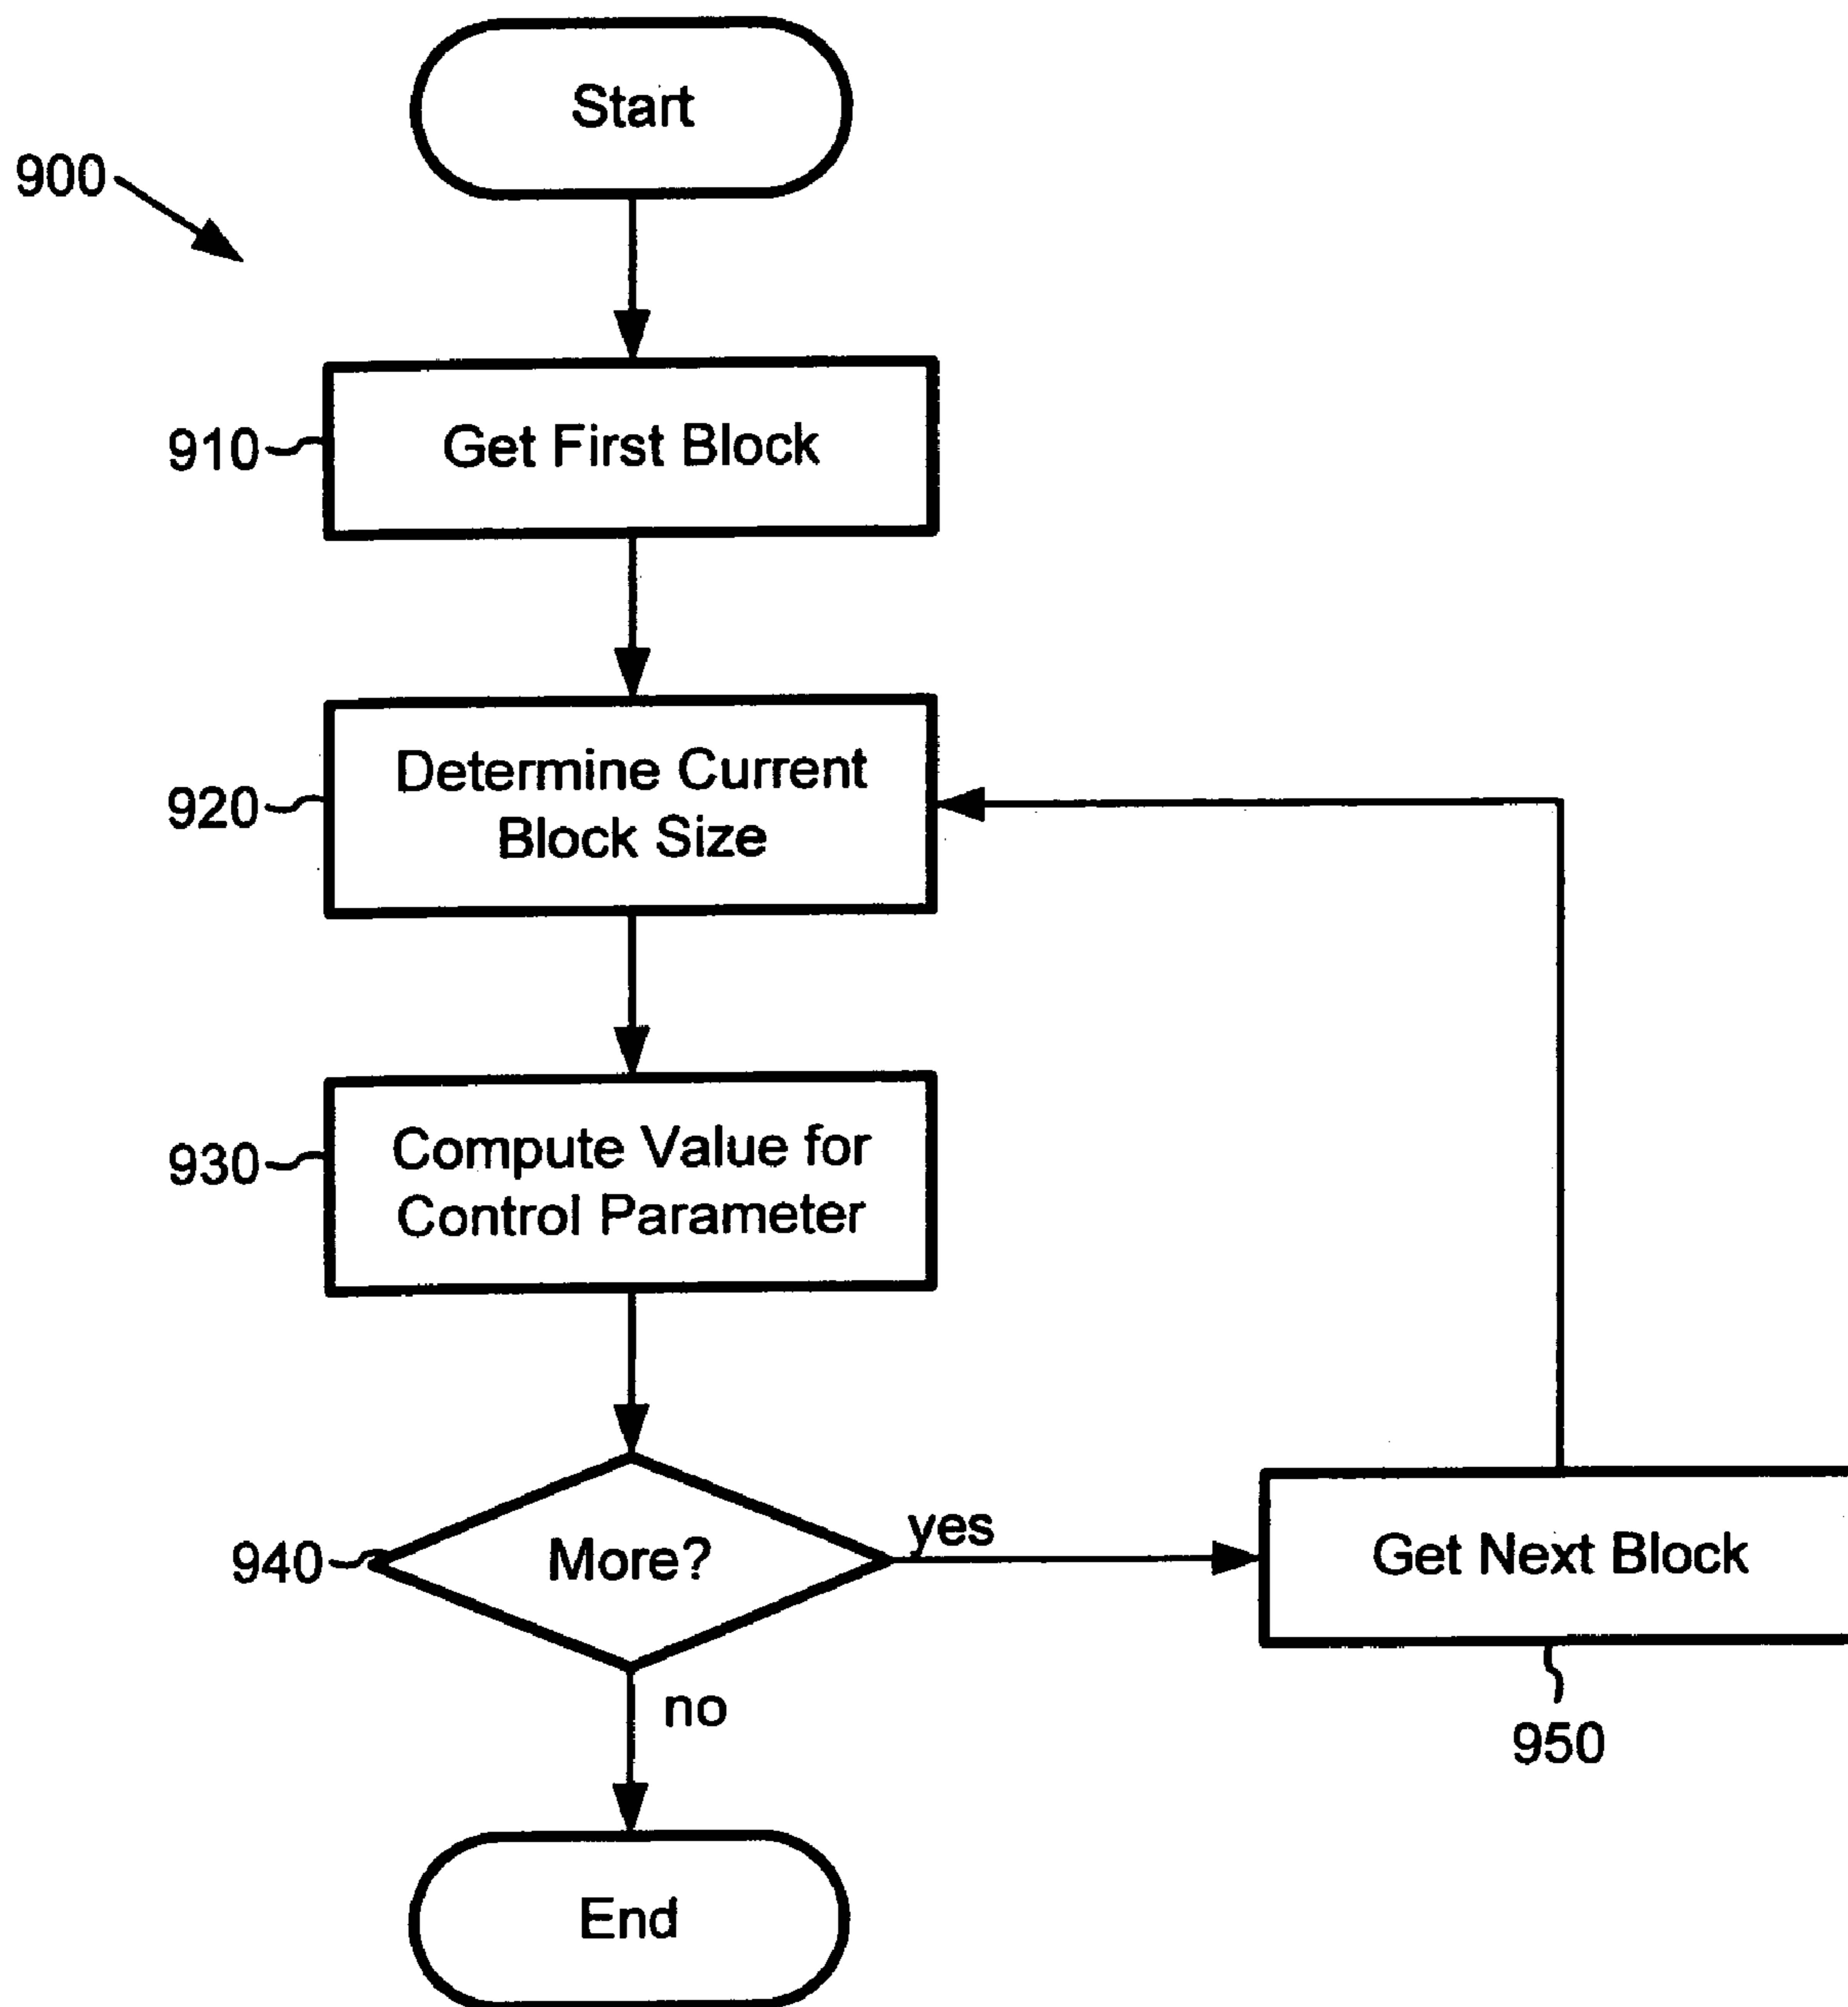 Start
900
910
Get First Block
920
Determine Current
Block Size
930
Compute Value for
Control Parameter
940
More?
yes
Get Next Block
950
no
End